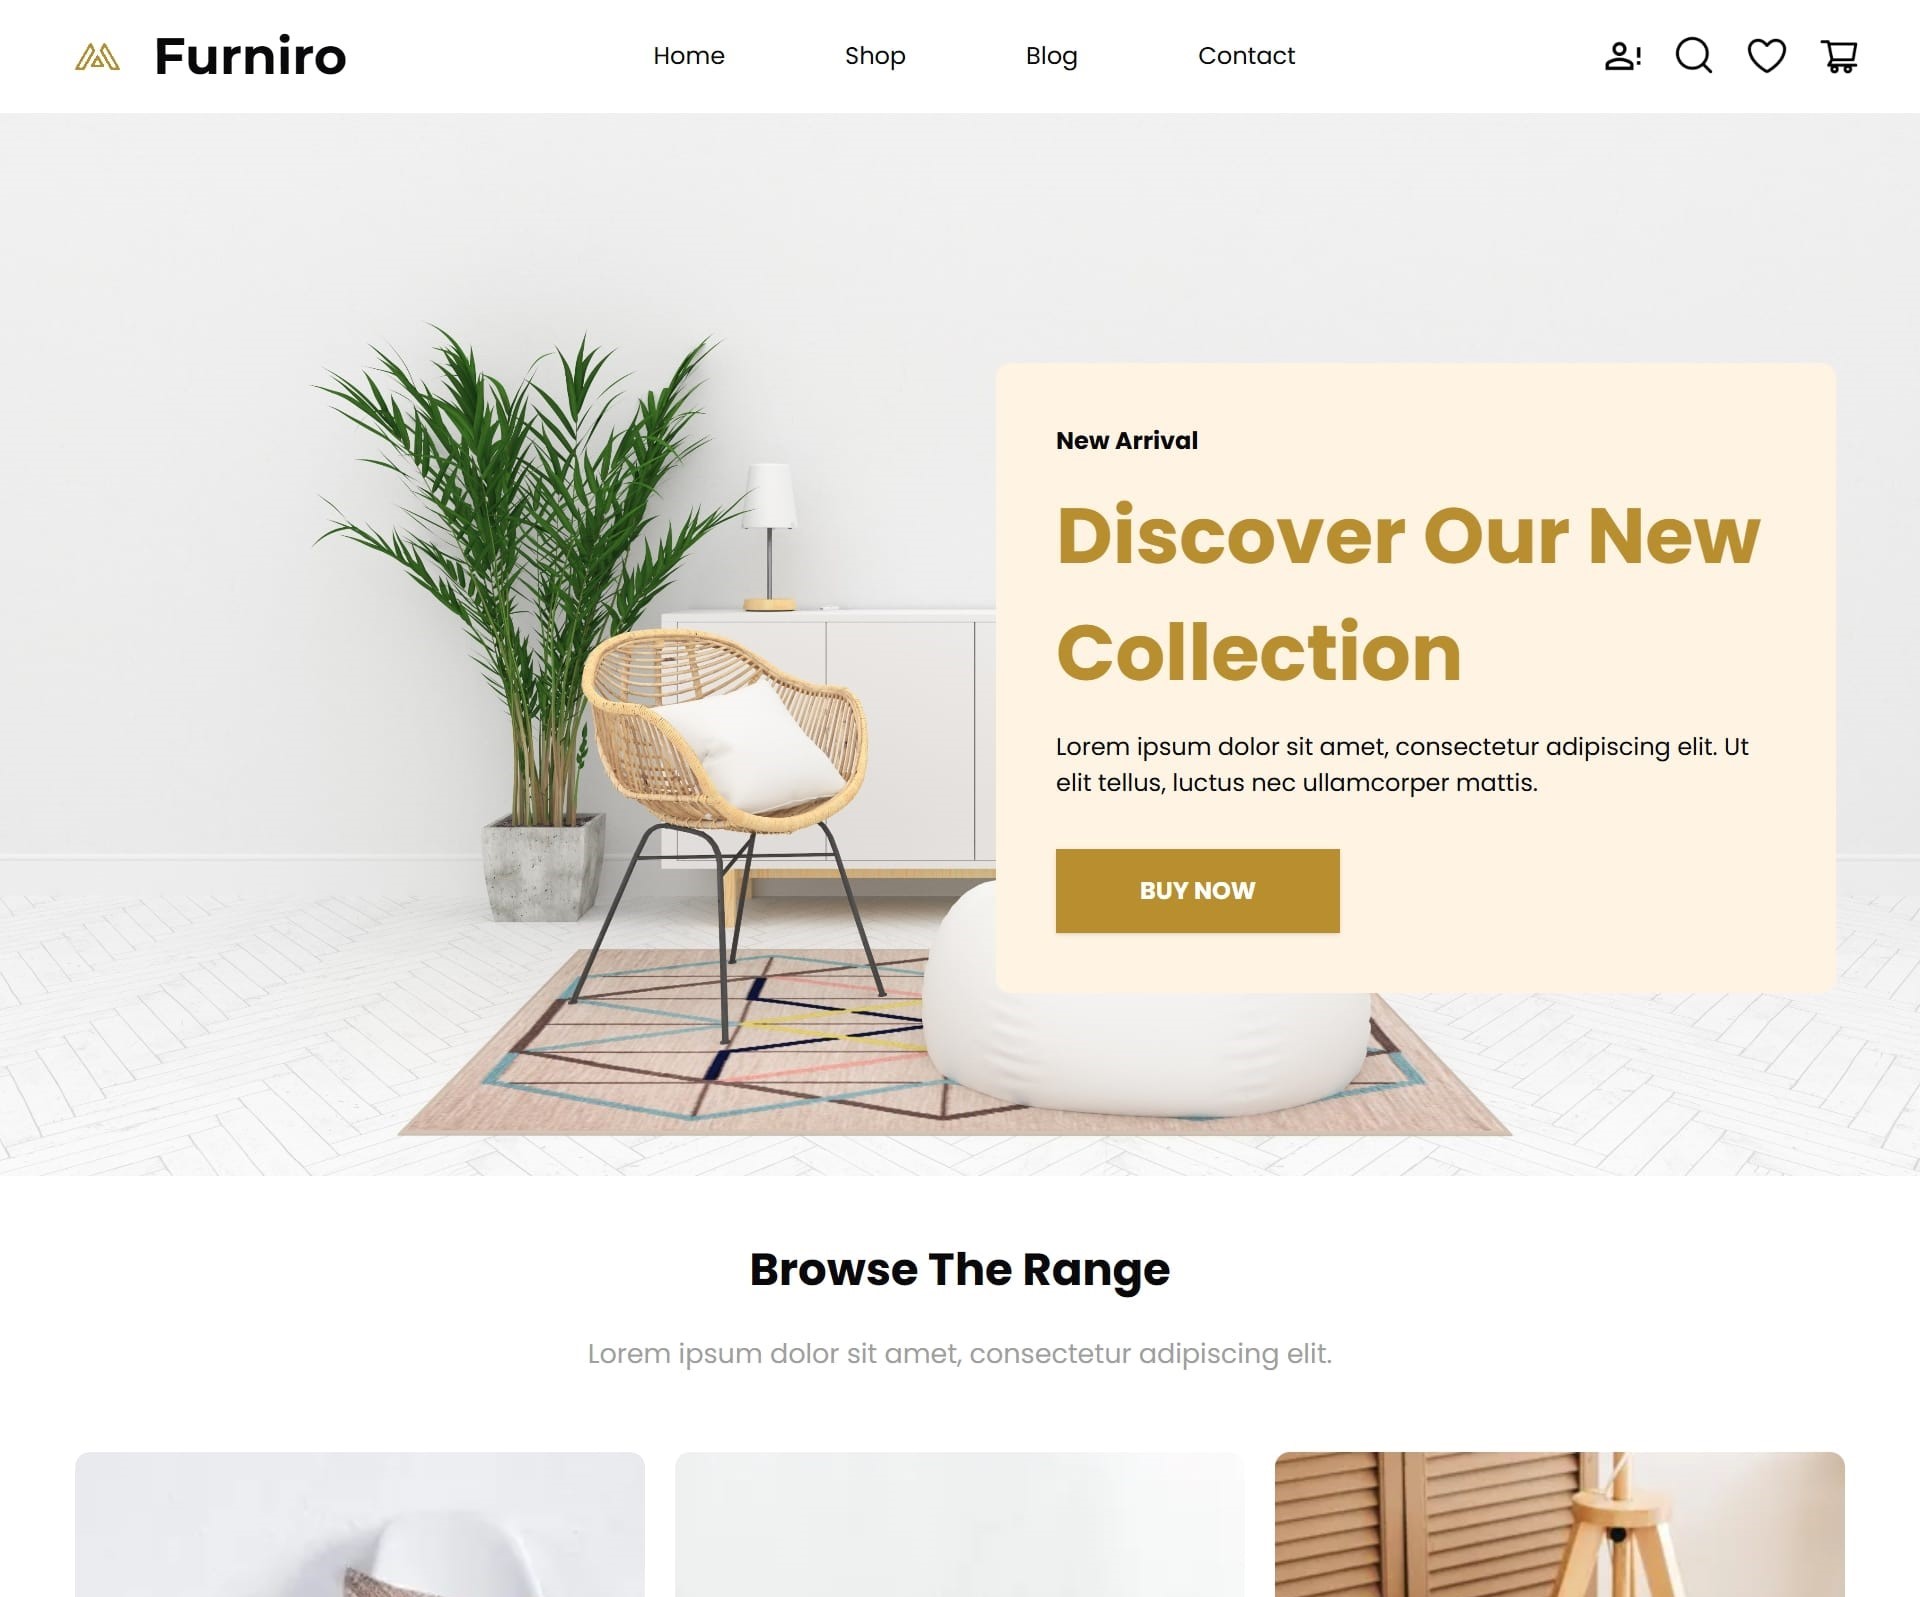 Furniro
Home
Shop
Blog
Contact
New Arrival
Discover Our New
Collection
Lorem ipsum dolor sit amet, consectetur adipiscing elit. Ut
elit tellus, luctus nec ullamcorper mattis.
BUY NOW
Browse The Range
Lorem ipsum dolor sit amet, consectetur adipiscing elit.